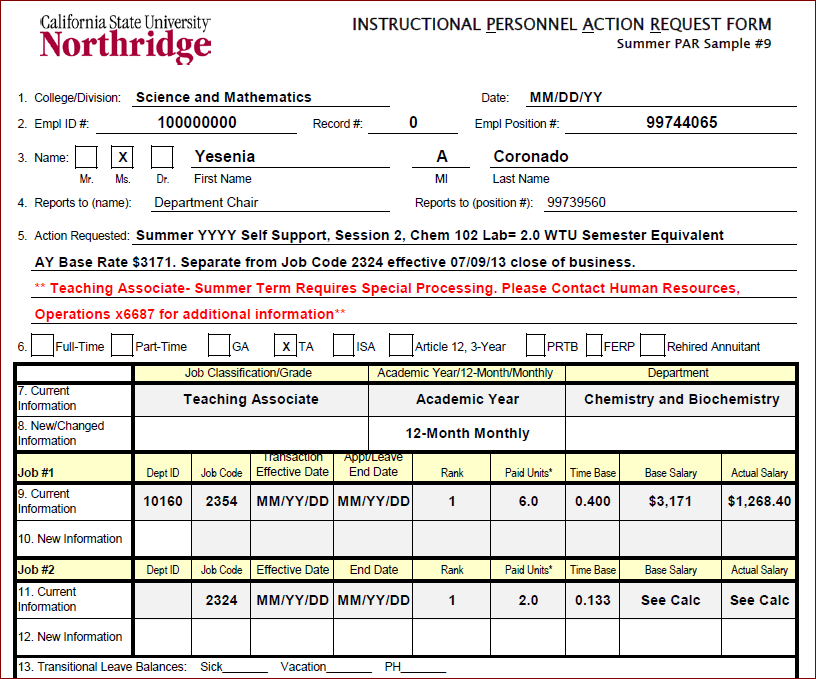 California State University
Northridge
INSTRUCTIONAL PERSONNEL ACTION REQUEST FORM
Summer PAR Sample #9
1. College/Division: Science and Mathematics Date: MM/DD/YY
2. Empl ID #: 100000000 Record #: 0 Empl Position #: 99744065
3. Name: X Yesenia A Coronado
Mr. Ms. Dr. First Name MI Last Name
4. Reports to (name): Department Chair Reports to (position #): 99739560
5. Action Requested: Summer YYYY Self Support, Session 2, Chem 102 Lab= 2.0 WTU Semester Equivalent
AY Base Rate $3171. Separate from Job Code 2324 effective 07/09/13 close of business.
** Teaching Associate- Summer Term Requires Special Processing. Please Contact Human Resources,
Operations x6687 for additional information**
6. Full-Time Part-Time GA X TA ISA Article 12, 3-Year PRTB FERP Rehired Annuitant
Job Classification/Grade Academic Year/12-Month/Monthly Department
7. Current Information Teaching Associate Academic Year Chemistry and Biochemistry
8. New/Changed Information 12-Month Monthly
Job #1 Dept ID Job Code Transaction Effective Date Appt/Leave End Date Rank Paid Units* Time Base Base Salary Actual Salary
9. Current Information 10160 2354 MM/YY/DD MM/YY/DD 1 6.0 0.400 $3,171 $1,268.40
10. New Information
Job #2 Dept ID Job Code Effective Date End Date Rank Paid Units* Time Base Base Salary Actual Salary
11. Current Information 2324 MM/YY/DD MM/YY/DD 1 2.0 0.133 See Calc See Calc
12. New Information
13. Transitional Leave Balances: Sick_______ Vacation_______ PH_______